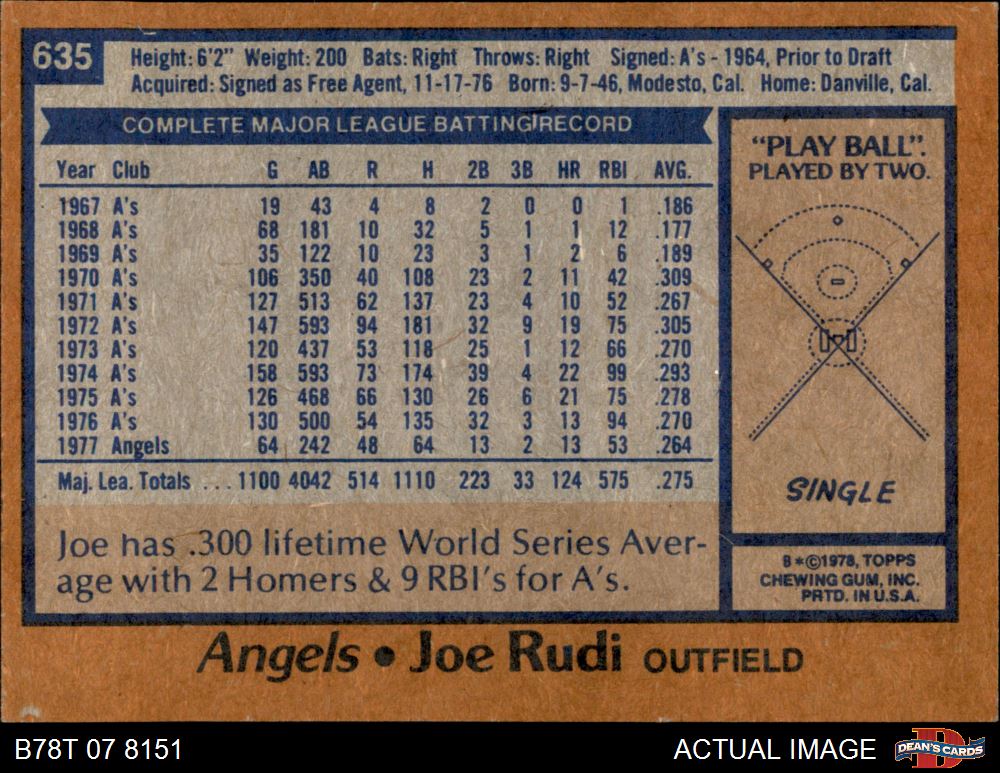 635
Height: 6'2" Weight: 200 Bats: Right Throws: Right Signed: A's - 1964, Prior to Draft
Acquired: Signed as Free Agent, 11-17-76 Born: 9-7-46, Modesto, Cal. Home: Danville, Cal.
COMPLETE MAJOR LEAGUE BATTING RECORD
Year Club G AB R H 2B 3B HR RBI AVG.
1967 A's 19 43 4 8 2 0 0 1 .186
1968 A's 68 181 10 32 5 1 1 12 .177
1969 A's 35 122 10 23 3 1 2 6 .189
1970 A's 106 350 40 108 23 2 11 42 .309
1971 A's 127 513 62 137 23 4 10 52 .267
1972 A's 147 593 94 181 32 9 19 75 .305
1973 A's 120 437 53 118 25 1 12 66 .270
1974 A's 158 593 73 174 39 4 22 99 .293
1975 A's 126 468 66 130 26 6 21 75 .278
1976 A's 130 500 54 135 32 3 13 94 .270
1977 Angels 64 242 48 64 13 2 13 53 .264
Maj. Lea. Totals ... 1100 4042 514 1110 223 33 124 575 .275
Joe has .300 lifetime World Series Aver-
age with 2 Homers & 9 RBI's for A's.
"PLAY BALL".
PLAYED BY TWO.
SINGLE
B*©1978, TOPPS
CHEWING GUM, INC.
PRTD. IN U.S.A.
Angels • Joe Rudi OUTFIELD
B78T 07 8151
ACTUAL IMAGE
D
DEAN'S CARDS